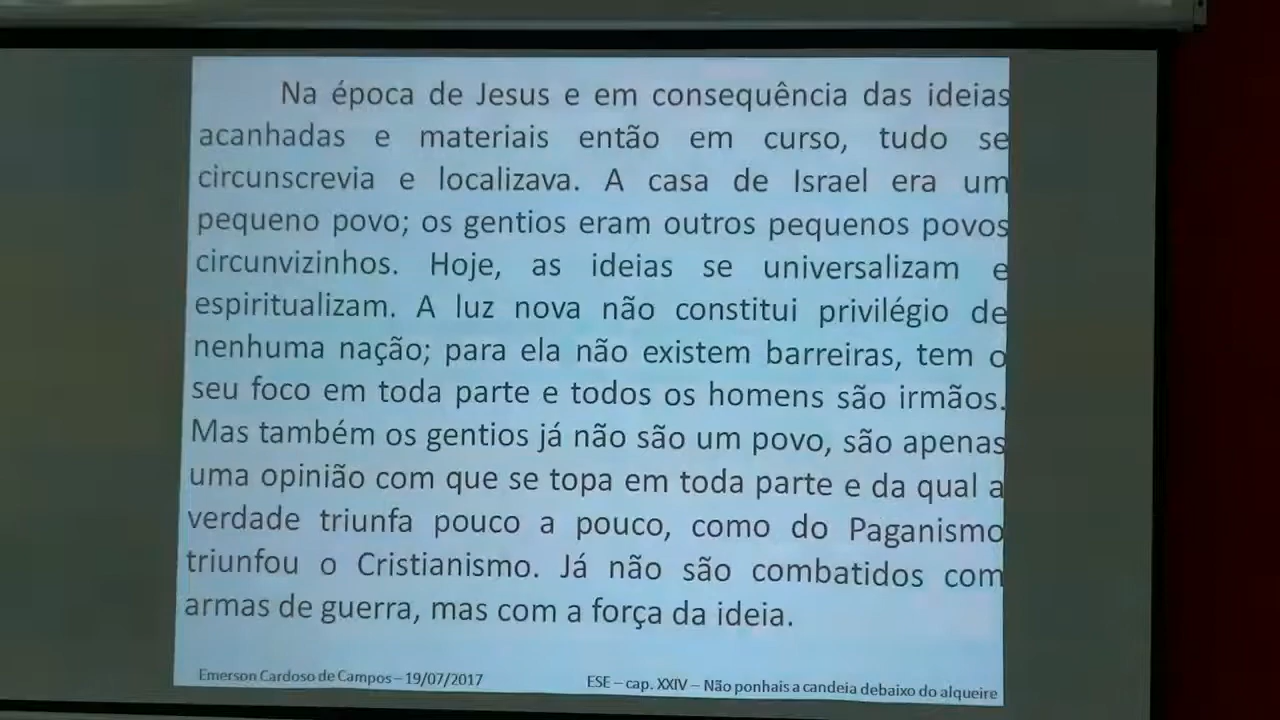 Na época de Jesus e em consequência das ideias
acanhadas e materiais então em curso, tudo se
circunscrevia e localizava. A casa de Israel era um
pequeno povo; os gentios eram outros pequenos povos
circunvizinhos. Hoje, as ideias se universalizam e
espiritualizam. A luz nova não constitui privilégio de
nenhuma nação; para ela não existem barreiras, tem o
seu foco em toda parte e todos os homens são irmãos.
Mas também os gentios já não são um povo, são apenas
uma opinião com que se topa em toda parte e da qual a
verdade triunfa pouco a pouco, como do Paganismo
triunfou o Cristianismo. Já não são combatidos com
armas de guerra, mas com a força da ideia.
Emerson Cardoso de Campos – 19/07/2017
ESE – cap. XXIV – Não ponhais a candeia debaixo do alqueire